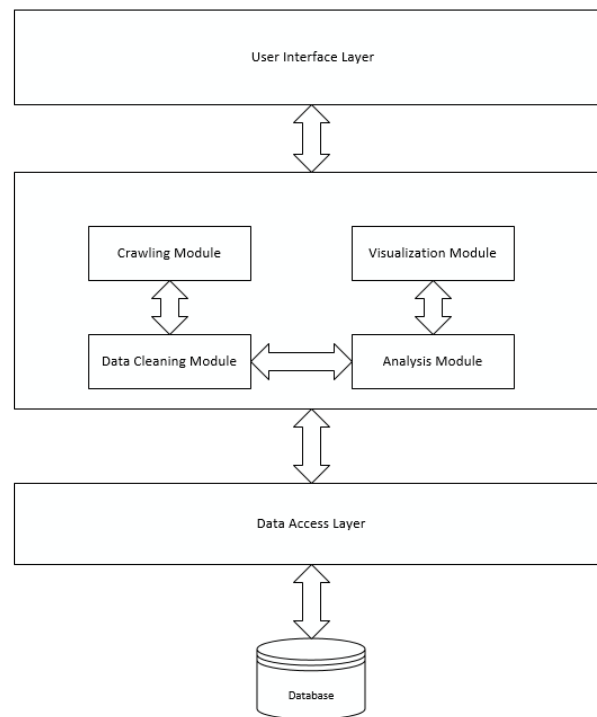 User Interface Layer
Crawling Module
Visualization Module
Data Cleaning Module
Analysis Module
Data Access Layer
Database